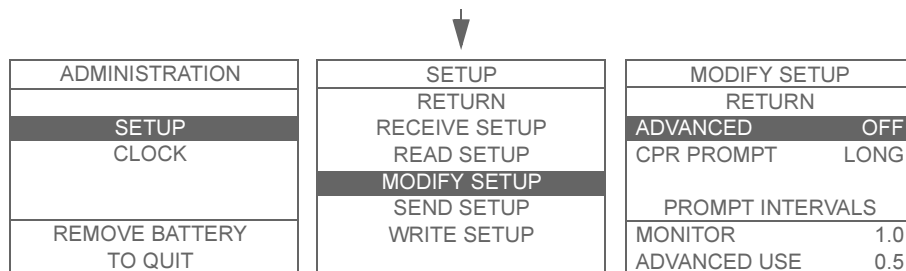 ADMINISTRATION
SETUP
CLOCK
REMOVE BATTERY
TO QUIT
SETUP
RETURN
RECEIVE SETUP
READ SETUP
MODIFY SETUP
SEND SETUP
WRITE SETUP
MODIFY SETUP
RETURN
ADVANCED OFF
CPR PROMPT LONG
PROMPT INTERVALS
MONITOR 1.0
ADVANCED USE 0.5